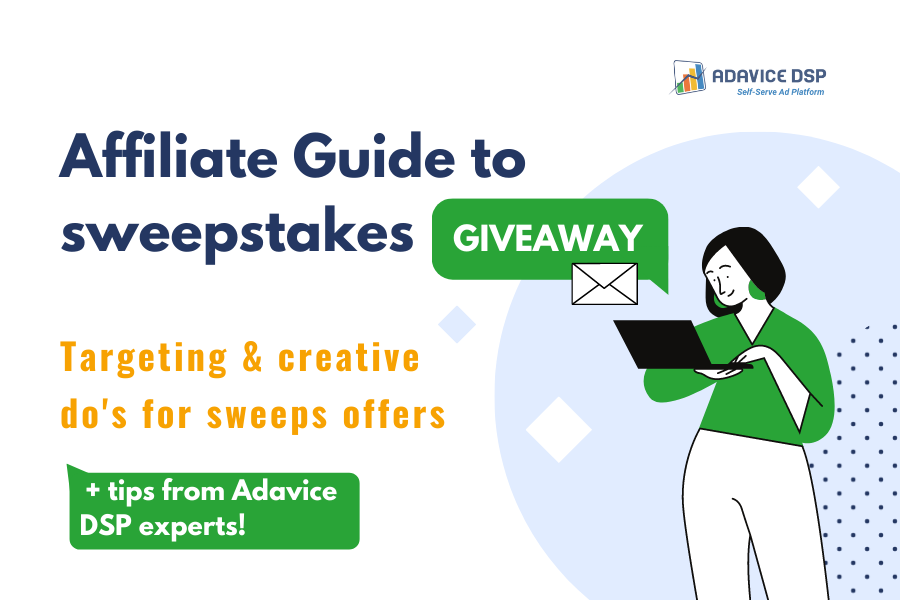 ADAVICE DSP
Self-Serve Ad Platform
Affiliate Guide to
sweepstakes
GIVEAWAY
Targeting & creative
do's for sweeps offers
+ tips from Adavice
DSP experts!